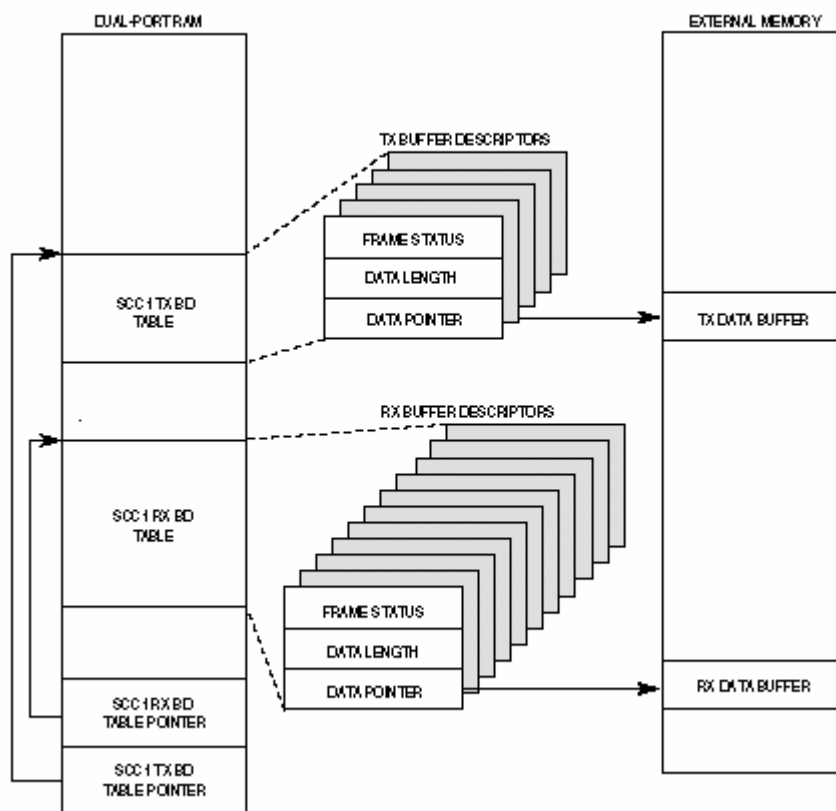 DUAL-PORT RAM
EXTERNAL MEMORY
TX BUFFER DESCRIPTORS
FRAME STATUS
DATA LENGTH
DATA POINTER
SCC1 TX BD
TABLE
TX DATA BUFFER
RX BUFFER DESCRIPTORS
SCC1 RX BD
TABLE
FRAME STATUS
DATA LENGTH
DATA POINTER
RX DATA BUFFER
SCC1 RX BD
TABLE POINTER
SCC1 TX BD
TABLE POINTER